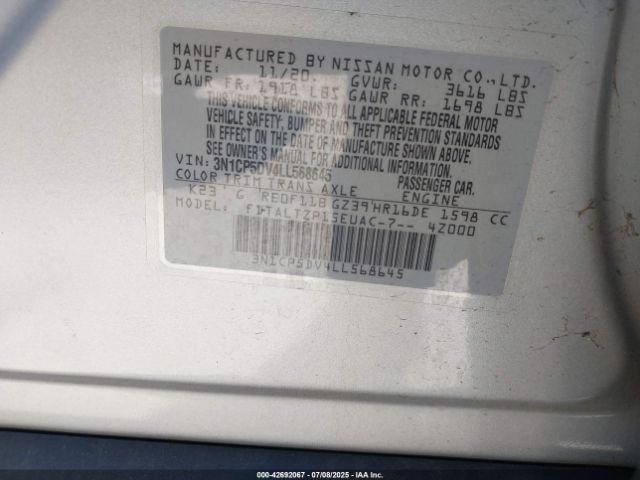 MANUFACTURED BY NISSAN MOTOR CO.,LTD.
DATE: 11/20. GVWR: 3616 LBS
GAWR FR: 1918 LBS GAWR RR: 1698 LBS
THIS VEHICLE CONFORMS TO ALL APPLICABLE FEDERAL MOTOR
VEHICLE SAFETY, BUMPER AND THEFT PREVENTION STANDARDS
IN EFFECT ON THE DATE OF MANUFACTURE SHOWN ABOVE.
SEE OWNER'S MANUAL FOR ADDITIONAL INFORMATION.
VIN: 3N1CP5DV4LL568645 PASSENGER CAR.
COLOR TRIM TRANS AXLE ENGINE
K23 G RE0F11B GZ39 HR16DE 1598 CC
MODEL: FDTALTZP15EUAC-7-- 4Z000
3N1CP5DV4LL568645
000-42692067 - 07/08/2025 - IAAI.COM